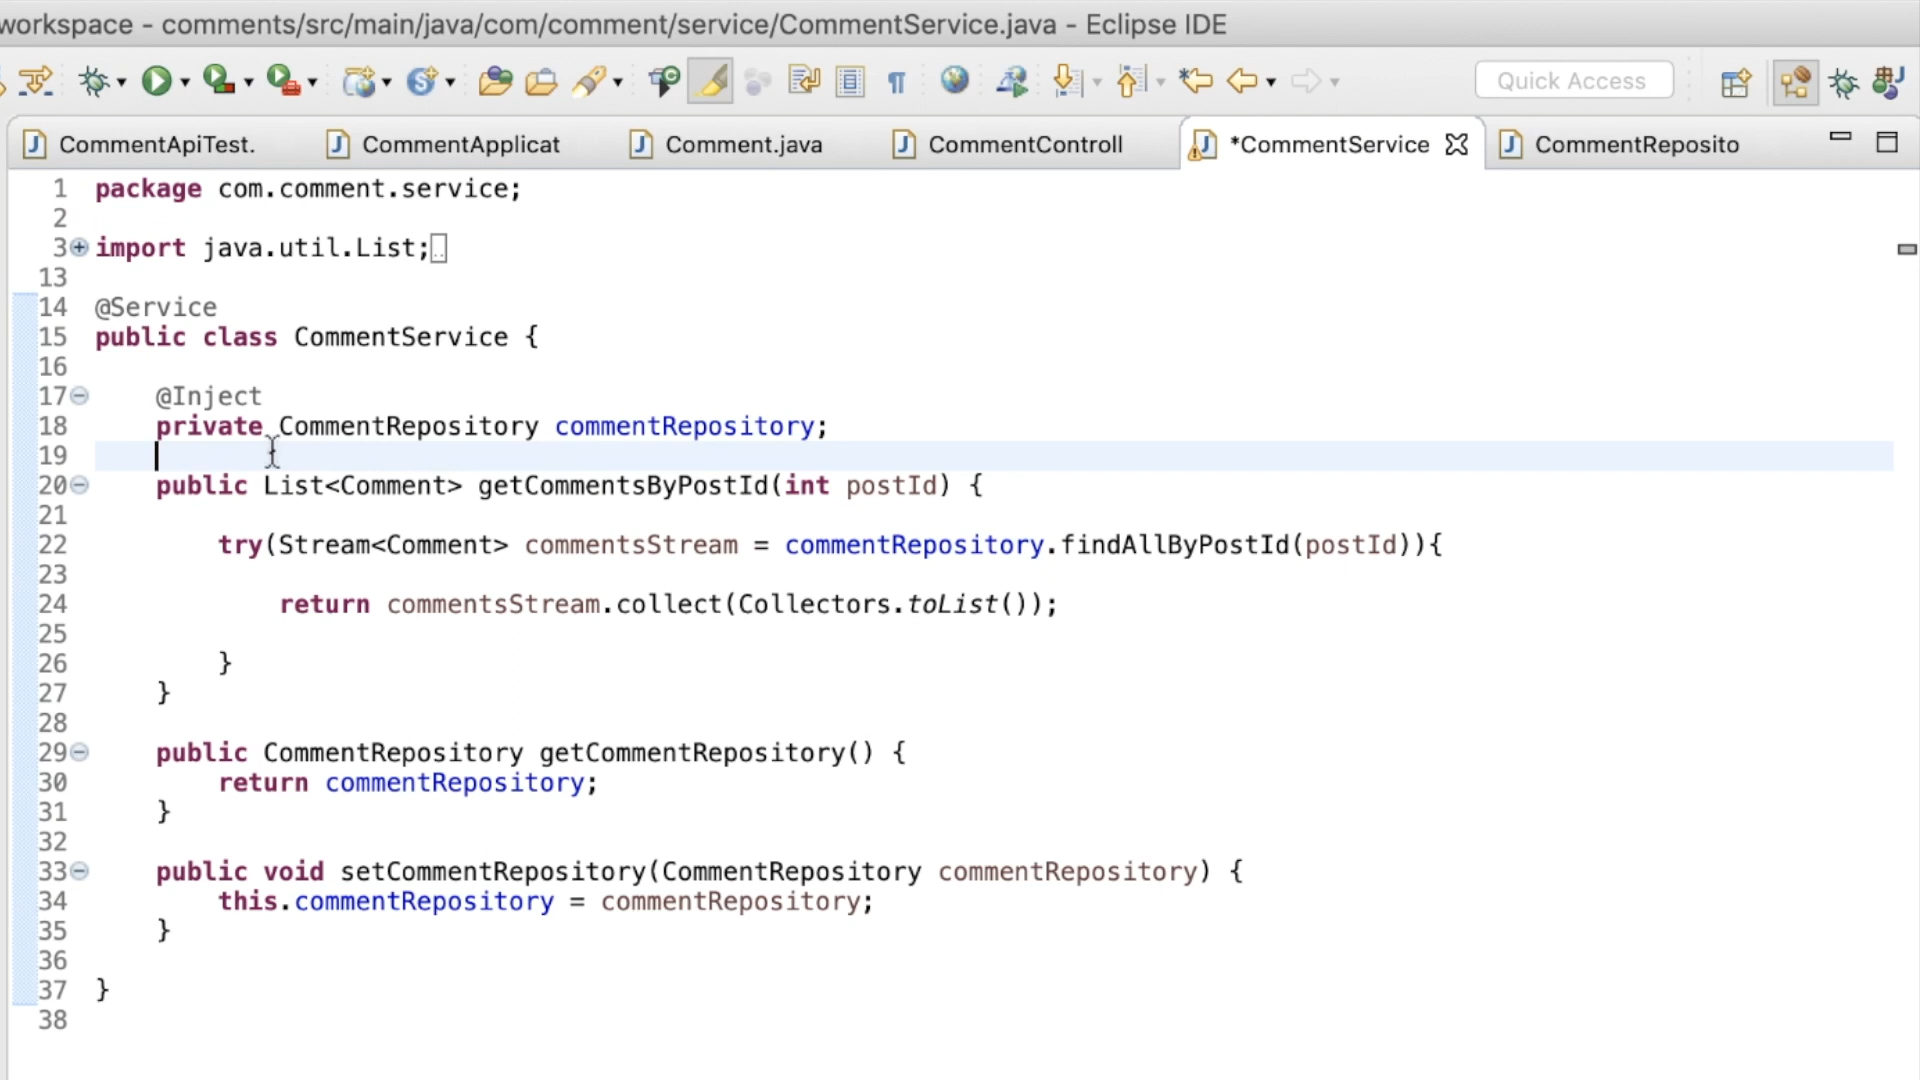 workspace - comments/src/main/java/com/comment/service/CommentService.java - Eclipse IDE
Quick Access
CommentApiTest.
CommentApplicat
Comment.java
CommentControll
*CommentService
CommentReposito
1 package com.comment.service;
2
3 import java.util.List;
13
14 @Service
15 public class CommentService {
16
17 @Inject
18 private CommentRepository commentRepository;
19
20 public List<Comment> getCommentsByPostId(int postId) {
21
22 try(Stream<Comment> commentsStream = commentRepository.findAllByPostId(postId)){
23
24 return commentsStream.collect(Collectors.toList());
25
26 }
27 }
28
29 public CommentRepository getCommentRepository() {
30 return commentRepository;
31 }
32
33 public void setCommentRepository(CommentRepository commentRepository) {
34 this.commentRepository = commentRepository;
35 }
36
37 }
38